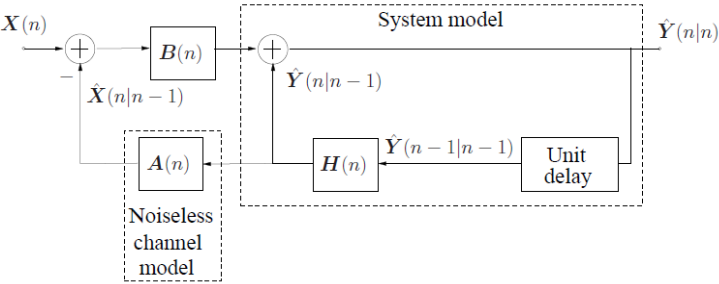 System model
X(n)
Ŷ(n|n)
+
B(n)
+
−
X̂(n|n − 1)
Ŷ(n|n − 1)
A(n)
H(n)
Ŷ(n − 1|n − 1)
Unit
delay
Noiseless
channel
model